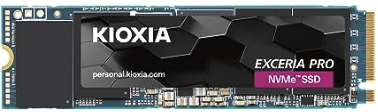 KIOXIA
EXCERIA PRO
NVMe™ SSD
personal.kioxia.com